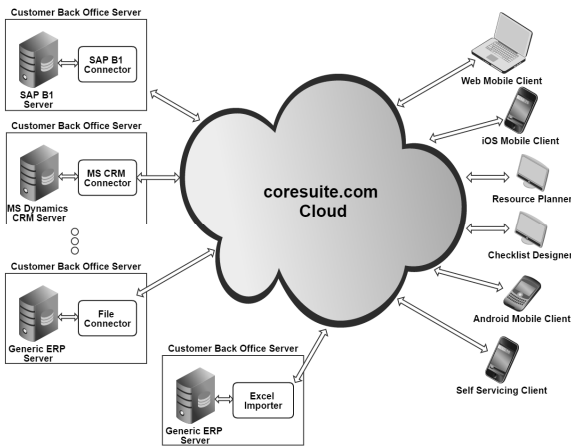 Customer Back Office Server
SAP B1
Connector
SAP B1
Server
Customer Back Office Server
MS CRM
Connector
MS Dynamics
CRM Server
Customer Back Office Server
File
Connector
Generic ERP
Server
Customer Back Office Server
Excel
Importer
Generic ERP
Server
coresuite.com
Cloud
Web Mobile Client
iOS Mobile Client
Resource Planner
Checklist Designer
Android Mobile Client
Self Servicing Client